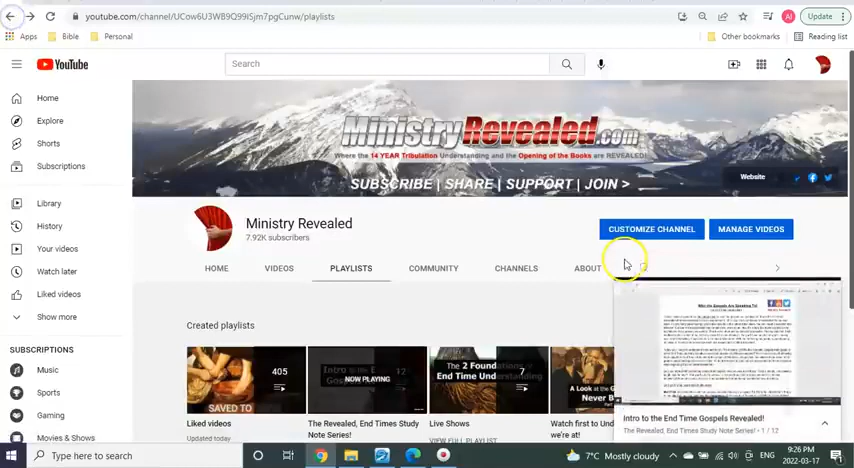 youtube.com/channel/UCow6U3WB9Q99iSjm7pgCunw/playlists
Update
Apps Bible Personal Other bookmarks Reading list
YouTube
Search
Home
Explore
Shorts
Subscriptions
Library
History
Your videos
Watch later
Liked videos
Show more
SUBSCRIPTIONS
Music
Sports
Gaming
Movies & Shows
MinistryRevealed.com
Where the 14 YEAR Tribulation Understanding and the Opening of the Books are REVEALED!
SUBSCRIBE | SHARE | SUPPORT | JOIN >
Website
Ministry Revealed
7.92K subscribers
CUSTOMIZE CHANNEL MANAGE VIDEOS
HOME VIDEOS PLAYLISTS COMMUNITY CHANNELS ABOUT
Created playlists
405
SAVED TO
Liked videos
Updated today
NOW PLAYING
The Revealed, End Times Study
Note Series!
The 2 Foundations
End Time Understanding
7
Live Shows
VIEW FULL PLAYLIST
A Look at the G
Never B
Watch first to Und
we're at!
Intro to the End Time Gospels Revealed!
The Revealed, End Times Study Note Series! - 1 / 12
Type here to search
7°C Mostly cloudy
ENG
9:26 PM
2022-03-17